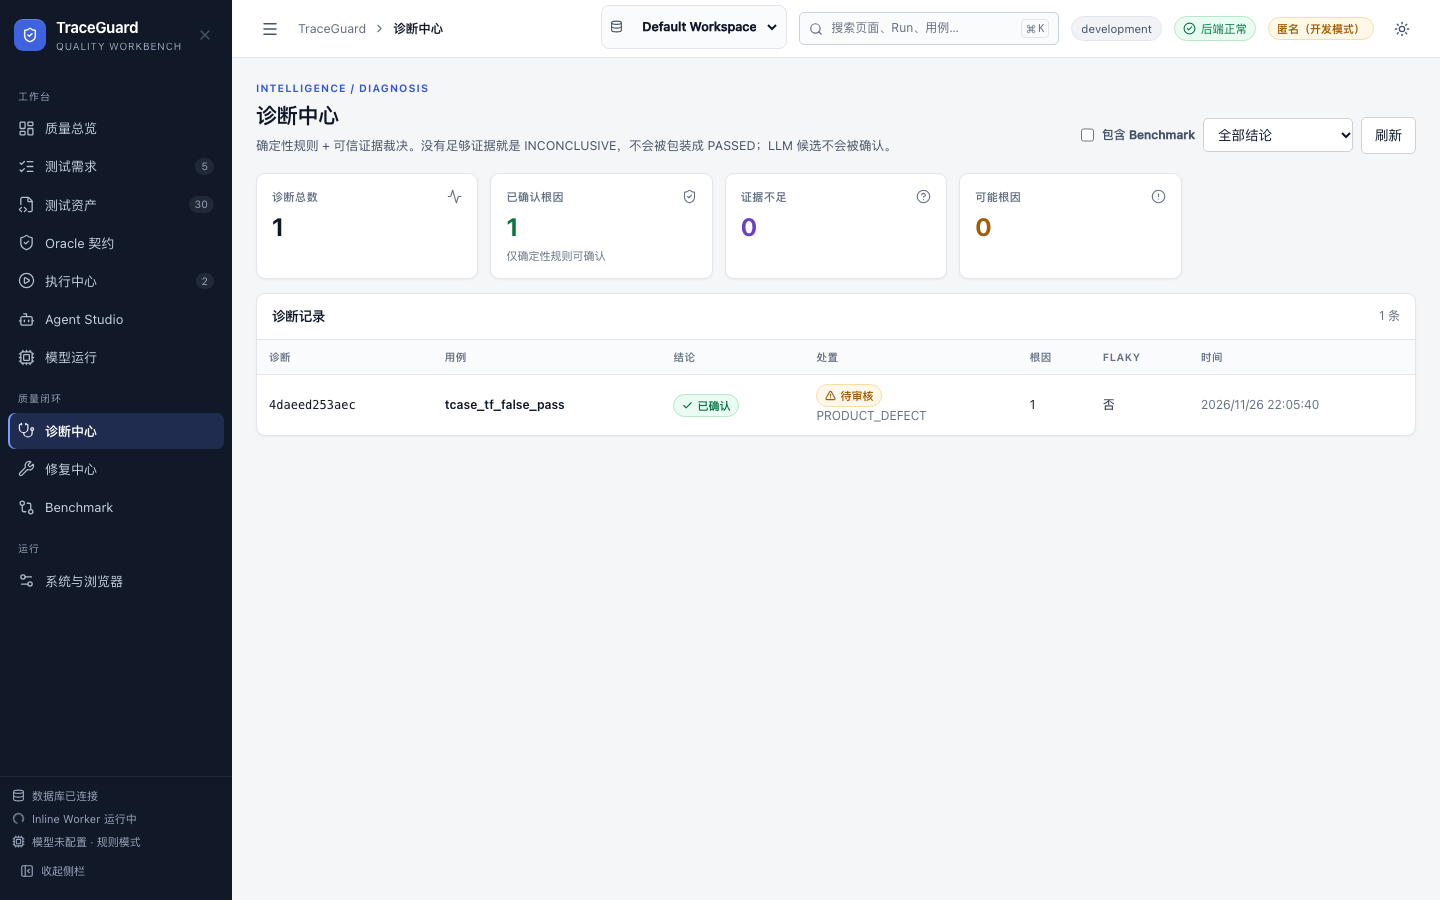 TraceGuard
QUALITY WORKBENCH
工作台
质量总览
测试需求 5
测试资产 30
Oracle 契约
执行中心 2
Agent Studio
模型运行
质量闭环
诊断中心
修复中心
Benchmark
运行
系统与浏览器
数据库已连接
Inline Worker 运行中
模型未配置 · 规则模式
收起侧栏
TraceGuard > 诊断中心
Default Workspace
搜索页面、Run、用例... ⌘ K
development
后端正常
匿名（开发模式）
INTELLIGENCE / DIAGNOSIS
诊断中心
确定性规则 + 可信证据裁决。没有足够证据就是 INCONCLUSIVE，不会被包装成 PASSED；LLM 候选不会被确认。
包含 Benchmark
全部结论
刷新
诊断总数
1
已确认根因
1
仅确定性规则可确认
证据不足
0
可能根因
0
诊断记录 1 条
诊断 用例 结论 处置 根因 FLAKY 时间
4daeed253aec tcase_tf_false_pass 已确认 待审核 PRODUCT_DEFECT 1 否 2026/11/26 22:05:40